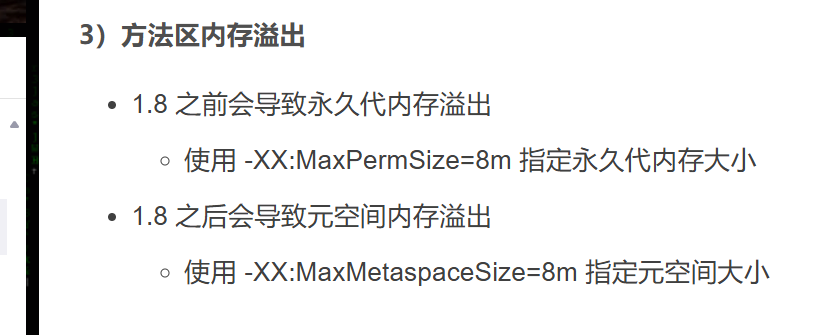 3）方法区内存溢出
1.8 之前会导致永久代内存溢出
使用 -XX:MaxPermSize=8m 指定永久代内存大小
1.8 之后会导致元空间内存溢出
使用 -XX:MaxMetaspaceSize=8m 指定元空间大小